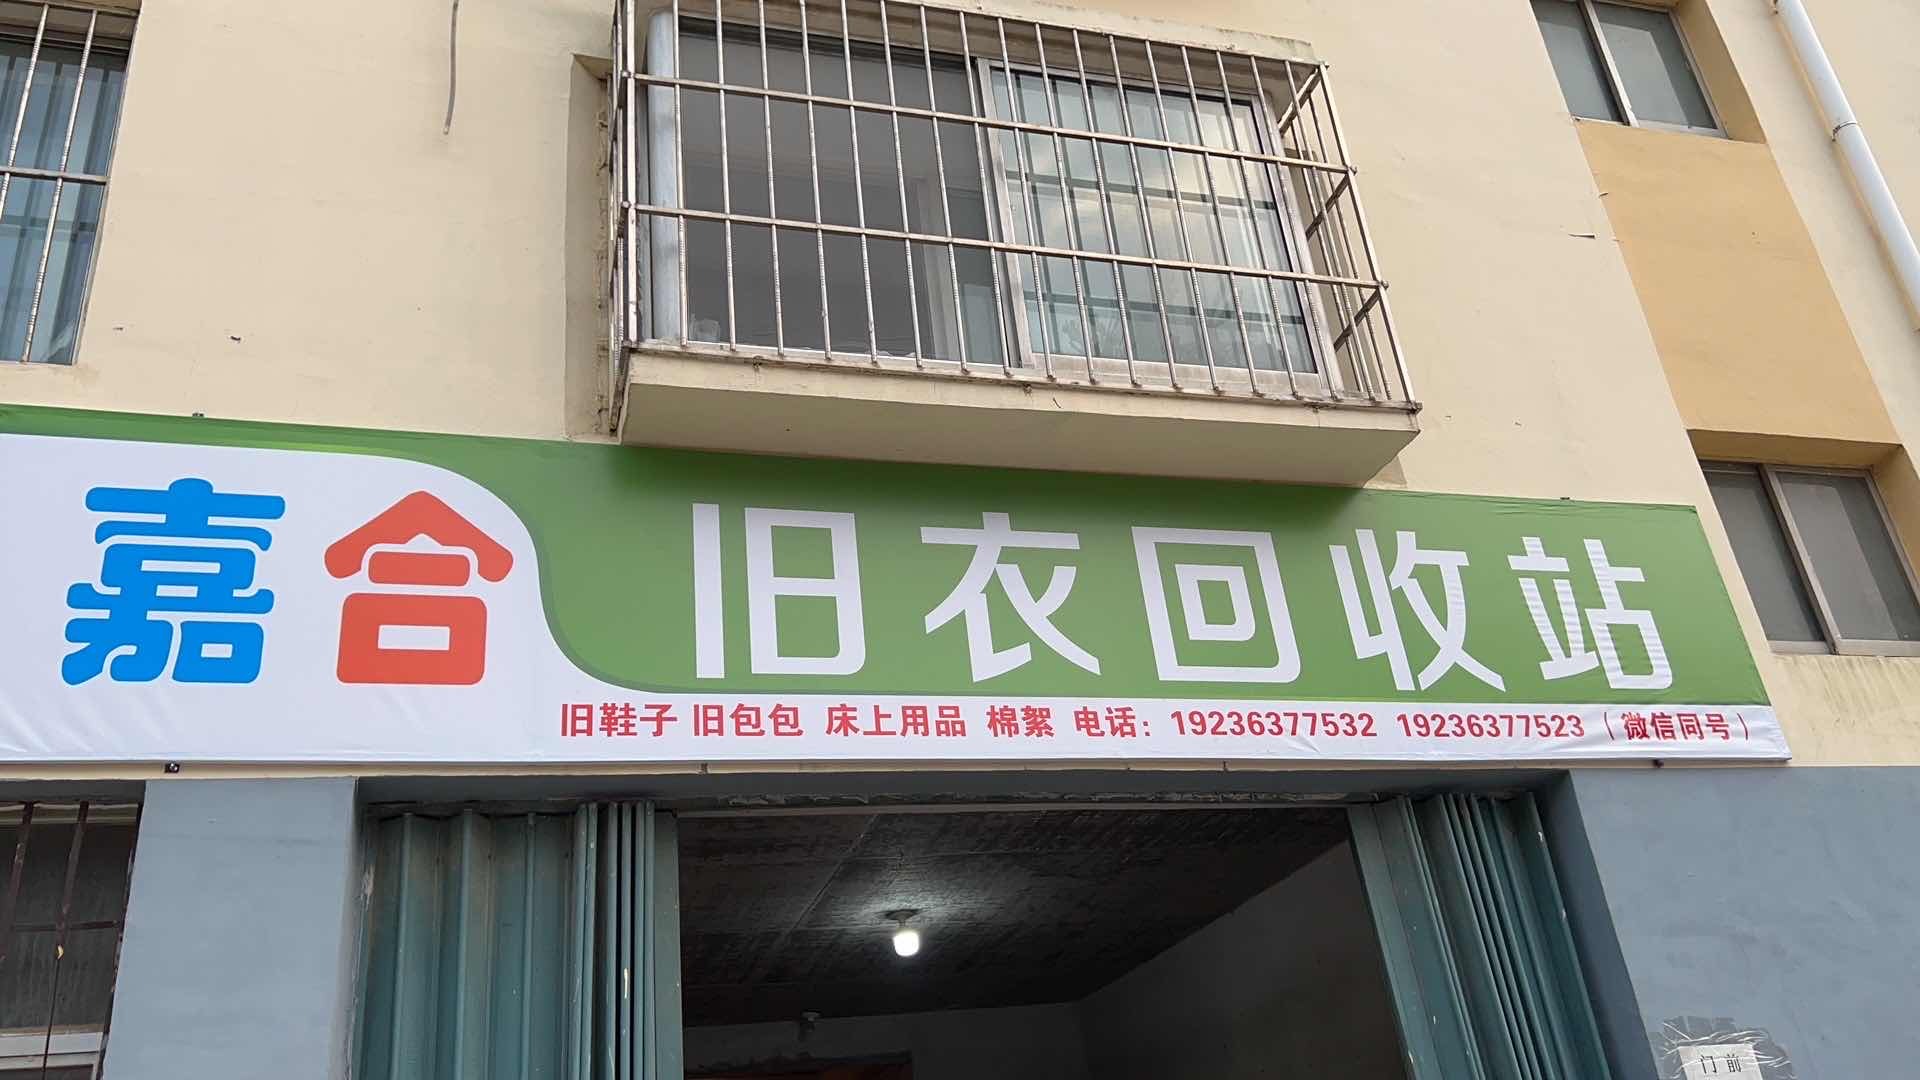 嘉合 旧衣回收站
旧鞋子 旧包包 床上用品 棉絮 电话：19236377532 19236377523（微信同号）
门前